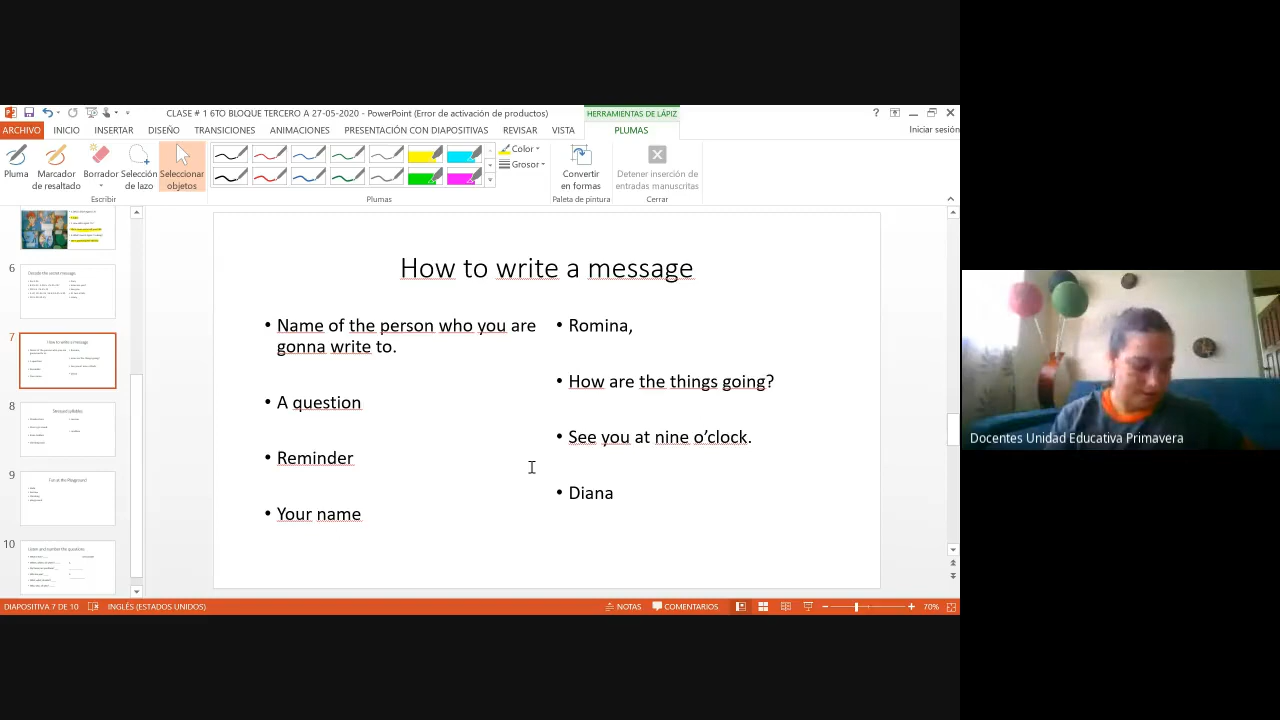 CLASE # 1 6TO BLOQUE TERCERO A 27-05-2020 - PowerPoint (Error de activación de productos)
HERRAMIENTAS DE LÁPIZ
ARCHIVO INICIO INSERTAR DISEÑO TRANSICIONES ANIMACIONES PRESENTACIÓN CON DIAPOSITIVAS REVISAR VISTA PLUMAS
Iniciar sesión
Pluma
Marcador de resaltado
Borrador
Selección de lazo
Seleccionar objetos
Escribir
Plumas
Color
Grosor
Convertir en formas
Paleta de pintura
Detener inserción de entradas manuscritas
Cerrar
6
Decode the secret message.
7
How to write a message
8
9
Fun at the Playground
10
Listen and number the questions
How to write a message
• Name of the person who you are
gonna write to.
• A question
• Reminder
• Your name
• Romina,
• How are the things going?
• See you at nine o’clock.
• Diana
Docentes Unidad Educativa Primavera
DIAPOSITIVA 7 DE 10
INGLÉS (ESTADOS UNIDOS)
NOTAS
COMENTARIOS
70%